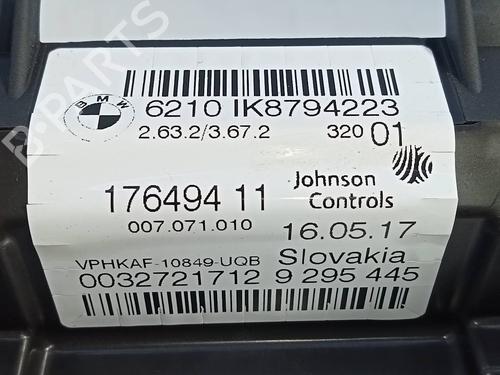 B-PARTS
BMW
6210 IK8794223
2.63.2/3.67.2 320 01
176494 11 Johnson
Controls
007.071.010 16.05.17
VPHKAF-10849-UQB Slovakia
0032721712 9 295 445